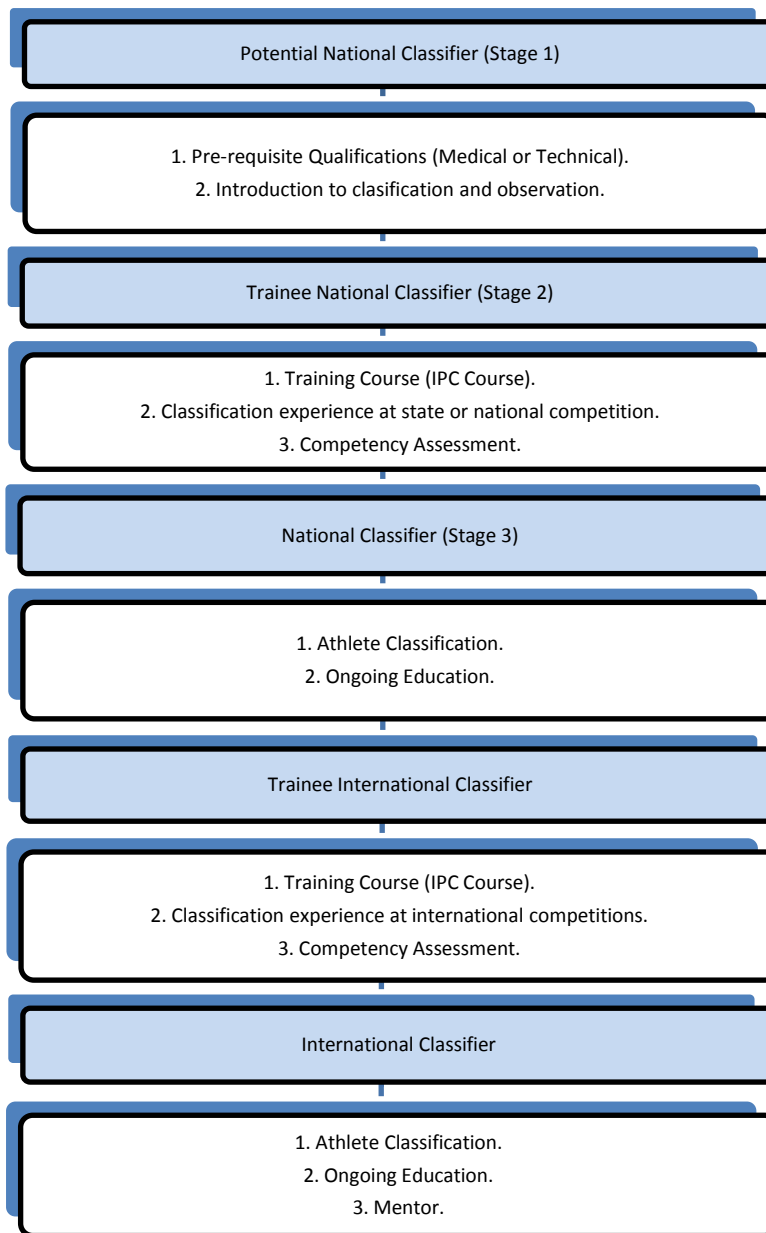 Potential National Classifier (Stage 1)
1. Pre-requisite Qualifications (Medical or Technical).
2. Introduction to clasification and observation.
Trainee National Classifier (Stage 2)
1. Training Course (IPC Course).
2. Classification experience at state or national competition.
3. Competency Assessment.
National Classifier (Stage 3)
1. Athlete Classification.
2. Ongoing Education.
Trainee International Classifier
1. Training Course (IPC Course).
2. Classification experience at international competitions.
3. Competency Assessment.
International Classifier
1. Athlete Classification.
2. Ongoing Education.
3. Mentor.